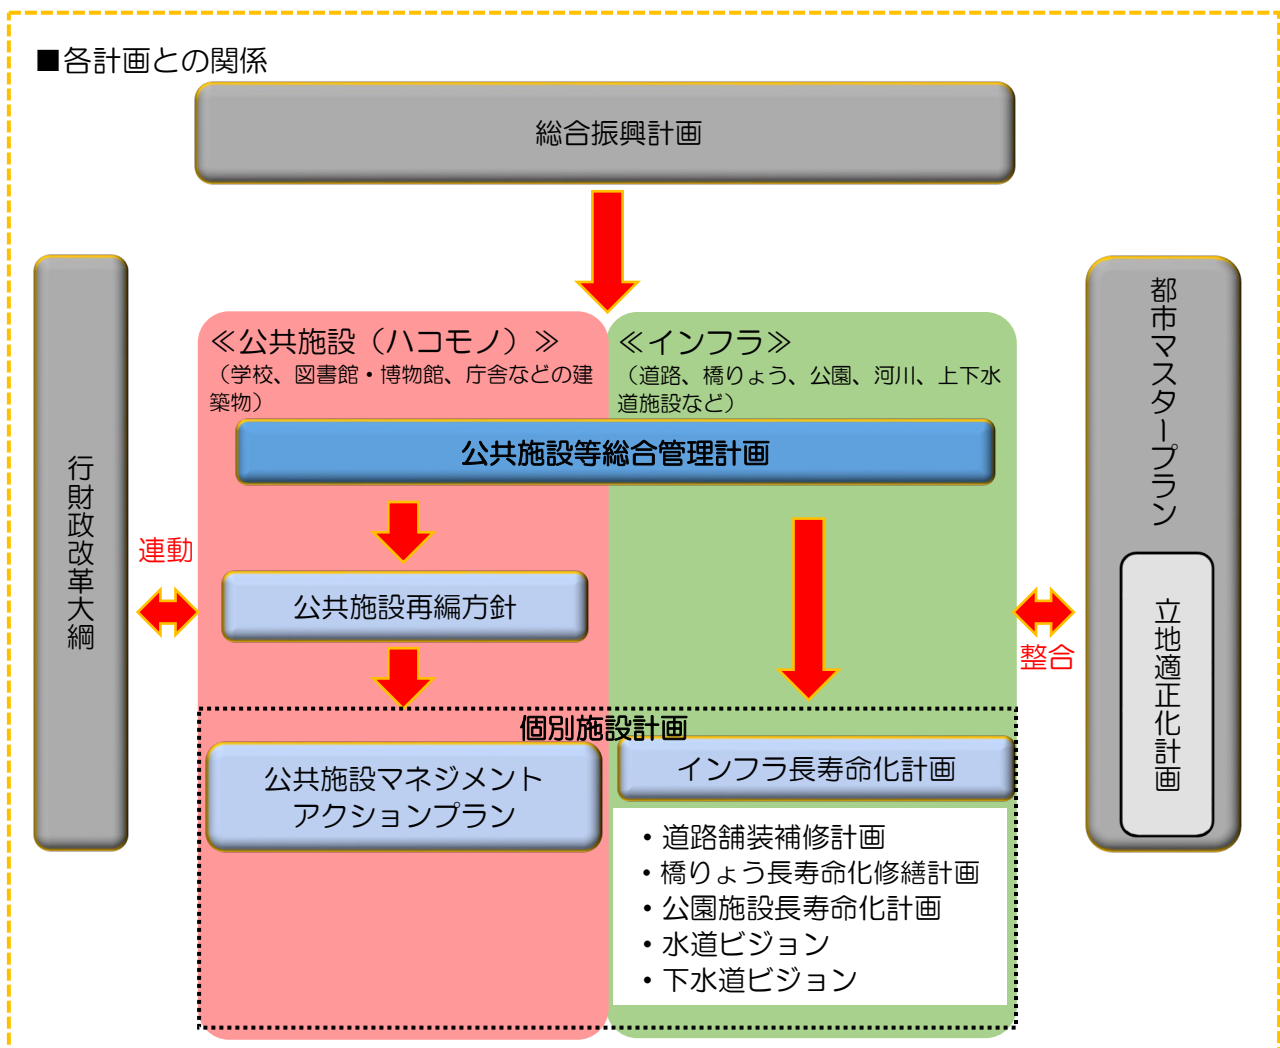 ■各計画との関係
総合振興計画
行財政改革大綱
連動
≪公共施設（ハコモノ）≫
（学校、図書館・博物館、庁舎などの建
築物）
≪インフラ≫
（道路、橋りょう、公園、河川、上下水
道施設など）
公共施設等総合管理計画
公共施設再編方針
個別施設計画
公共施設マネジメント
アクションプラン
インフラ長寿命化計画
・道路舗装補修計画
・橋りょう長寿命化修繕計画
・公園施設長寿命化計画
・水道ビジョン
・下水道ビジョン
整合
都市マスタープラン
立地適正化計画